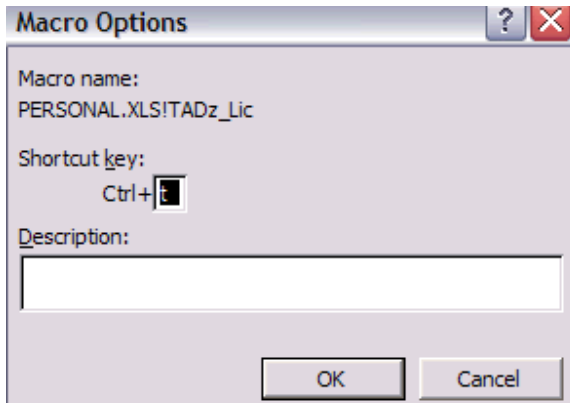 Macro Options
?
Macro name:
PERSONAL.XLS!TADz_Lic
Shortcut key:
Ctrl+t
Description:
OK Cancel